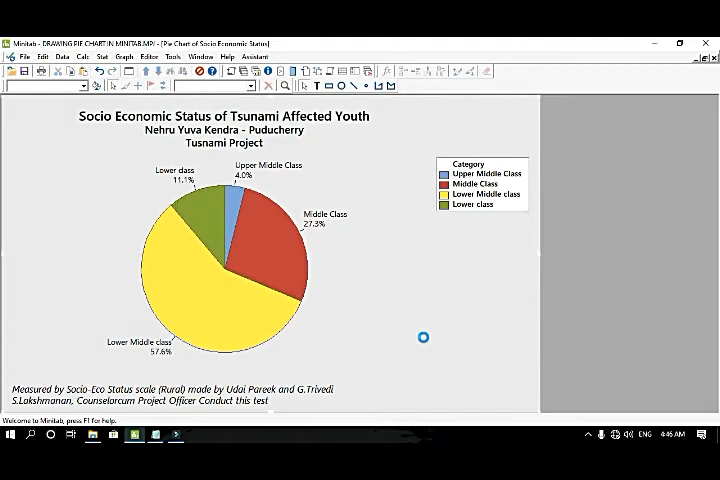 Minitab - DRAWING PIE CHART IN MINITAB.MPJ - [Pie Chart of Socio Economic Status]
File Edit Data Calc Stat Graph Editor Tools Window Help Assistant
Socio Economic Status of Tsunami Affected Youth
Nehru Yuva Kendra - Puducherry
Tusnami Project
Lower class
11.1%
Upper Middle Class
4.0%
Middle Class
27.3%
Lower Middle class
57.6%
Category
Upper Middle Class
Middle Class
Lower Middle class
Lower class
Measured by Socio-Eco Status scale (Rural) made by Udai Pareek and G.Trivedi
S.Lakshmanan, Counselorcum Project Officer Conduct this test
Welcome to Minitab, press F1 for help.
ENG 4:46 AM